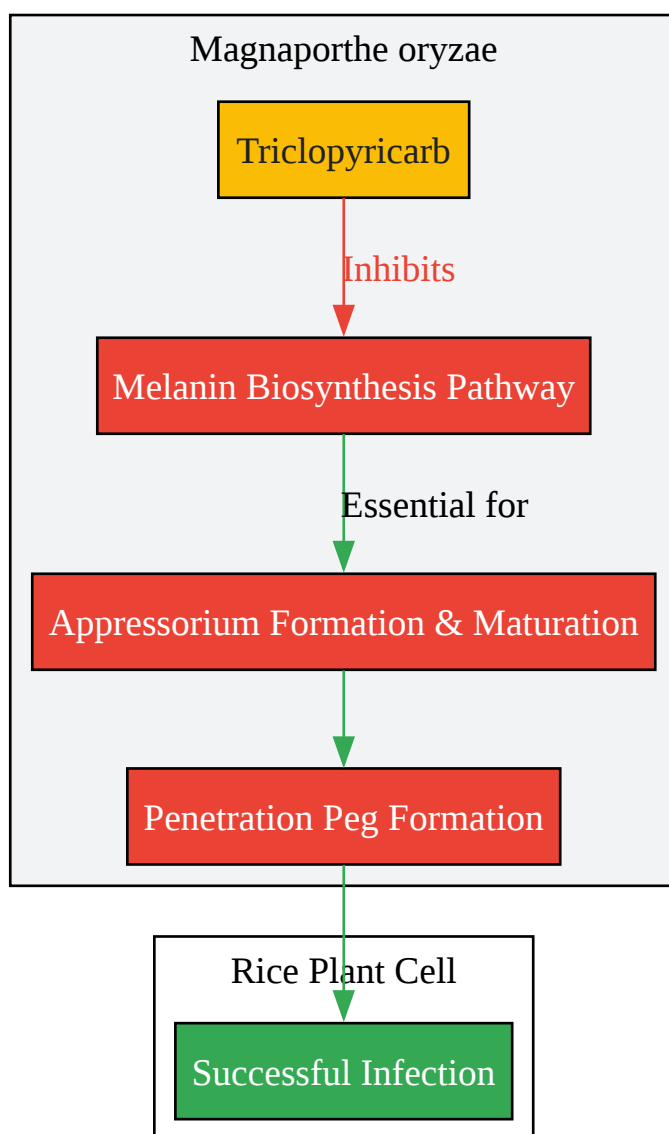 Magnaporthe oryzae
Triclopyricarb
Inhibits
Melanin Biosynthesis Pathway
Essential for
Appressorium Formation & Maturation
Penetration Peg Formation
Rice Plant Cell
Successful Infection